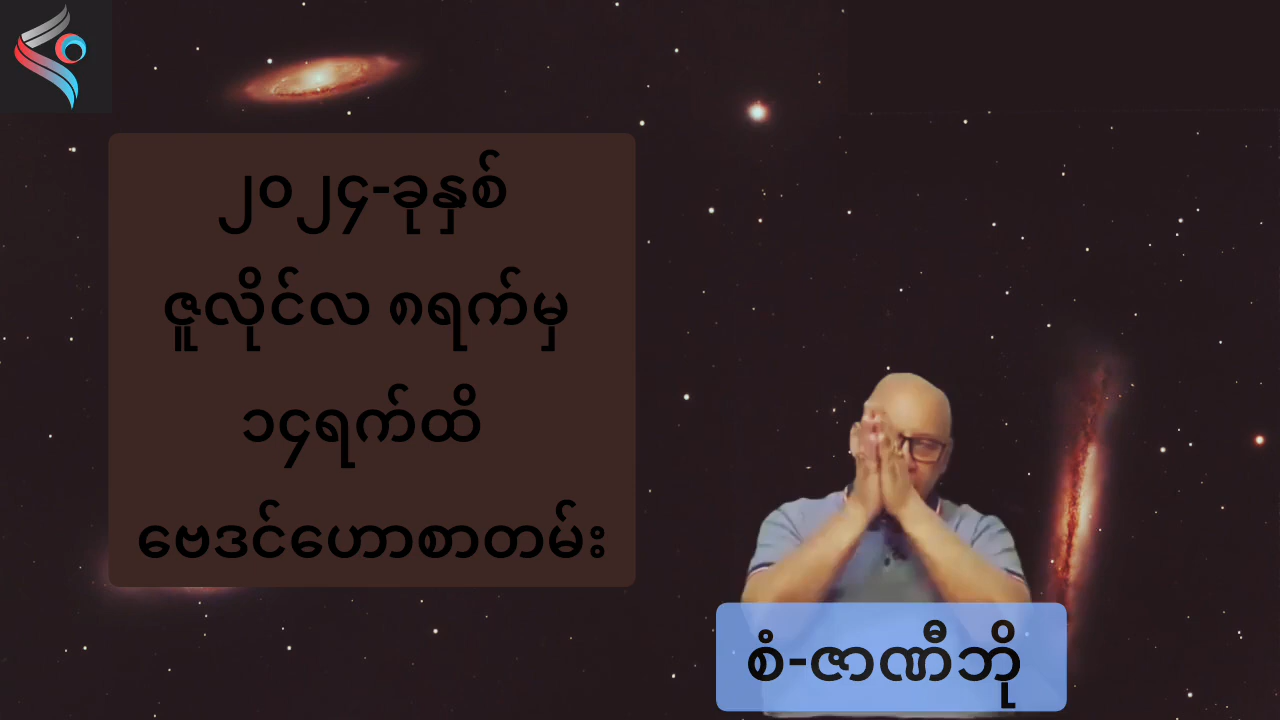 ၂၀၂၄-ခုနှစ်
ဇူလိုင်လ ၈ရက်မှ
၁၄ရက်ထိ
ဗေဒင်ဟောစာတမ်း
စံ-ဇာဏီဘို